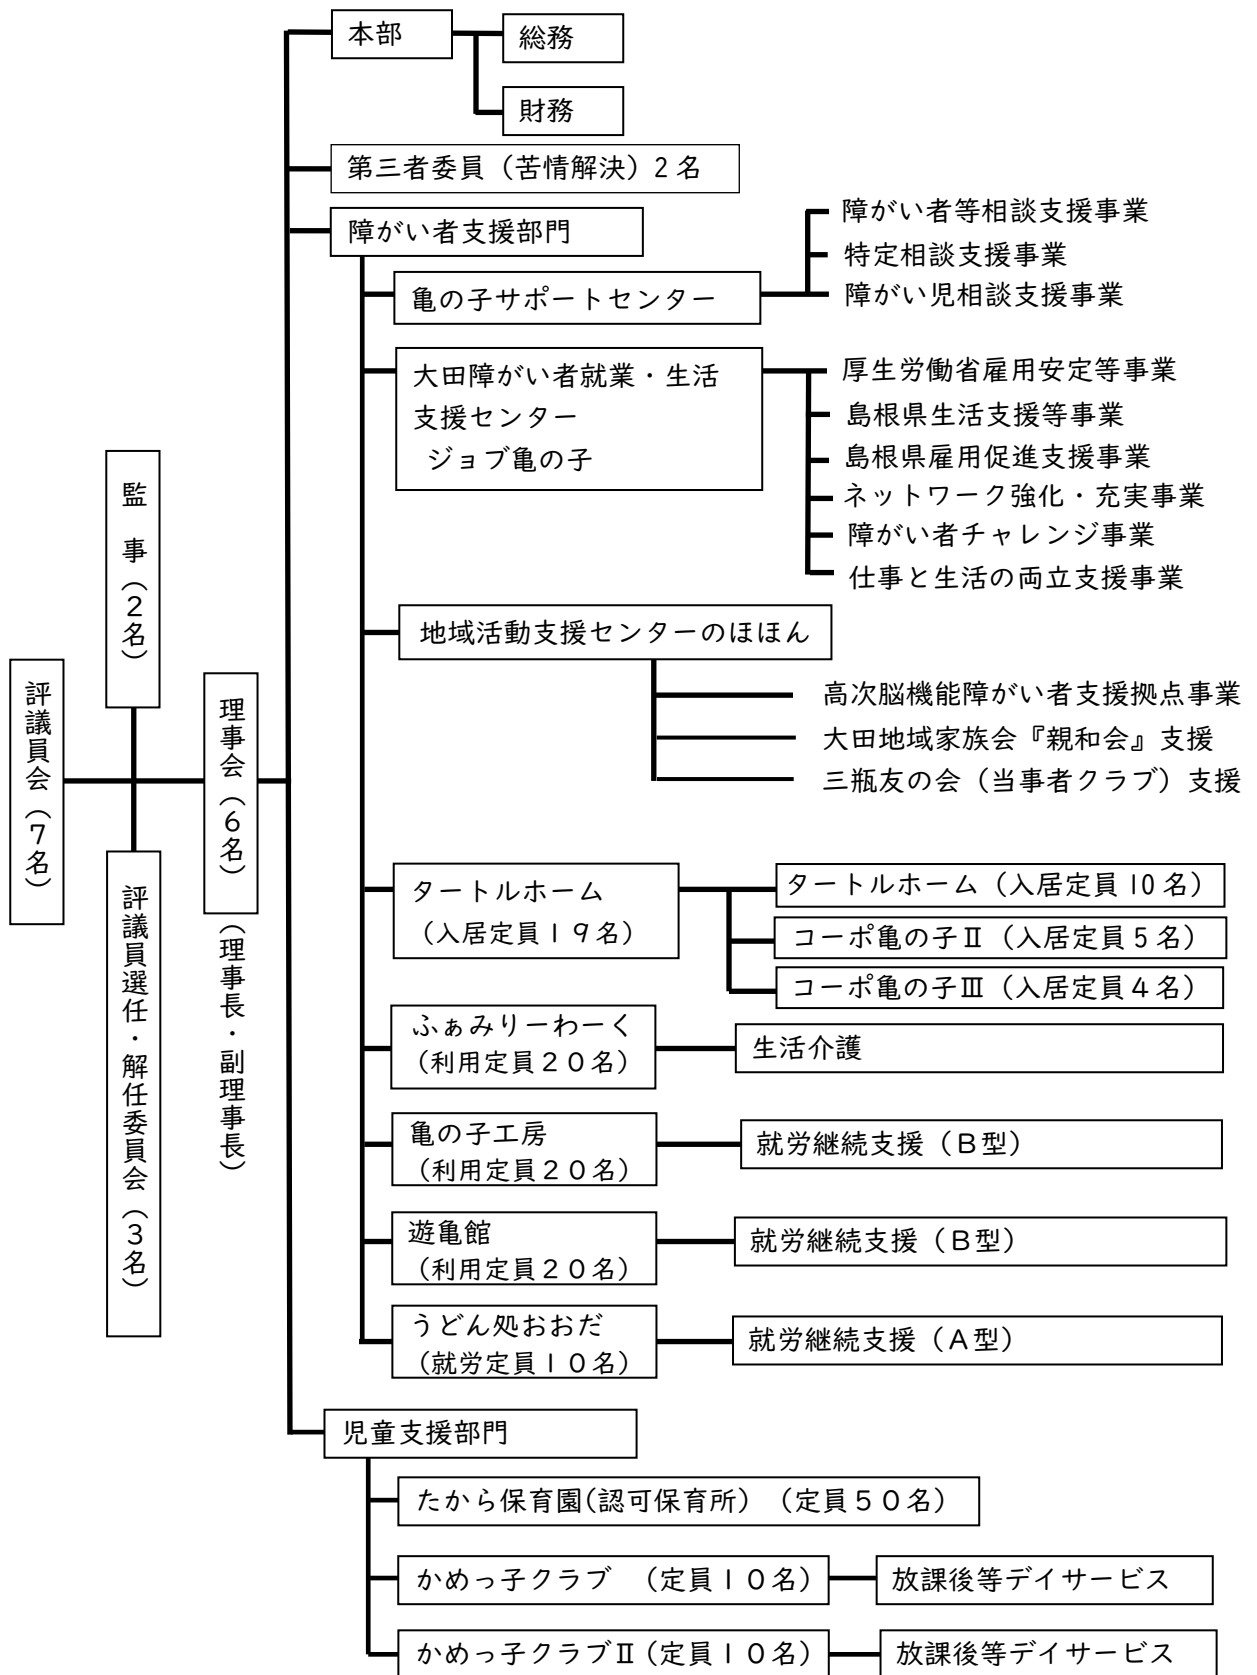 本部
総務
財務
第三者委員（苦情解決）2名
障がい者支援部門
亀の子サポートセンター
障がい者等相談支援事業
特定相談支援事業
障がい児相談支援事業
大田障がい者就業・生活
支援センター
ジョブ亀の子
厚生労働省雇用安定等事業
島根県生活支援等事業
島根県雇用促進支援事業
ネットワーク強化・充実事業
障がい者チャレンジ事業
仕事と生活の両立支援事業
監　事（２名）
評議員会（7名）
理事会（６名）
（理事長・副理事長）
評議員選任・解任委員会（３名）
地域活動支援センターのほほん
高次脳機能障がい者支援拠点事業
大田地域家族会『親和会』支援
三瓶友の会（当事者クラブ）支援
タートルホーム
（入居定員１９名）
タートルホーム（入居定員10名）
コーポ亀の子Ⅱ（入居定員5名）
コーポ亀の子Ⅲ（入居定員4名）
ふぁみりーわーく
（利用定員２０名）
生活介護
亀の子工房
（利用定員２０名）
就労継続支援（Ｂ型）
遊亀館
（利用定員２０名）
就労継続支援（Ｂ型）
うどん処おおだ
（就労定員１０名）
就労継続支援（Ａ型）
児童支援部門
たから保育園(認可保育所)　（定員５０名）
かめっ子クラブ　（定員１０名）
放課後等デイサービス
かめっ子クラブⅡ（定員１０名）
放課後等デイサービス